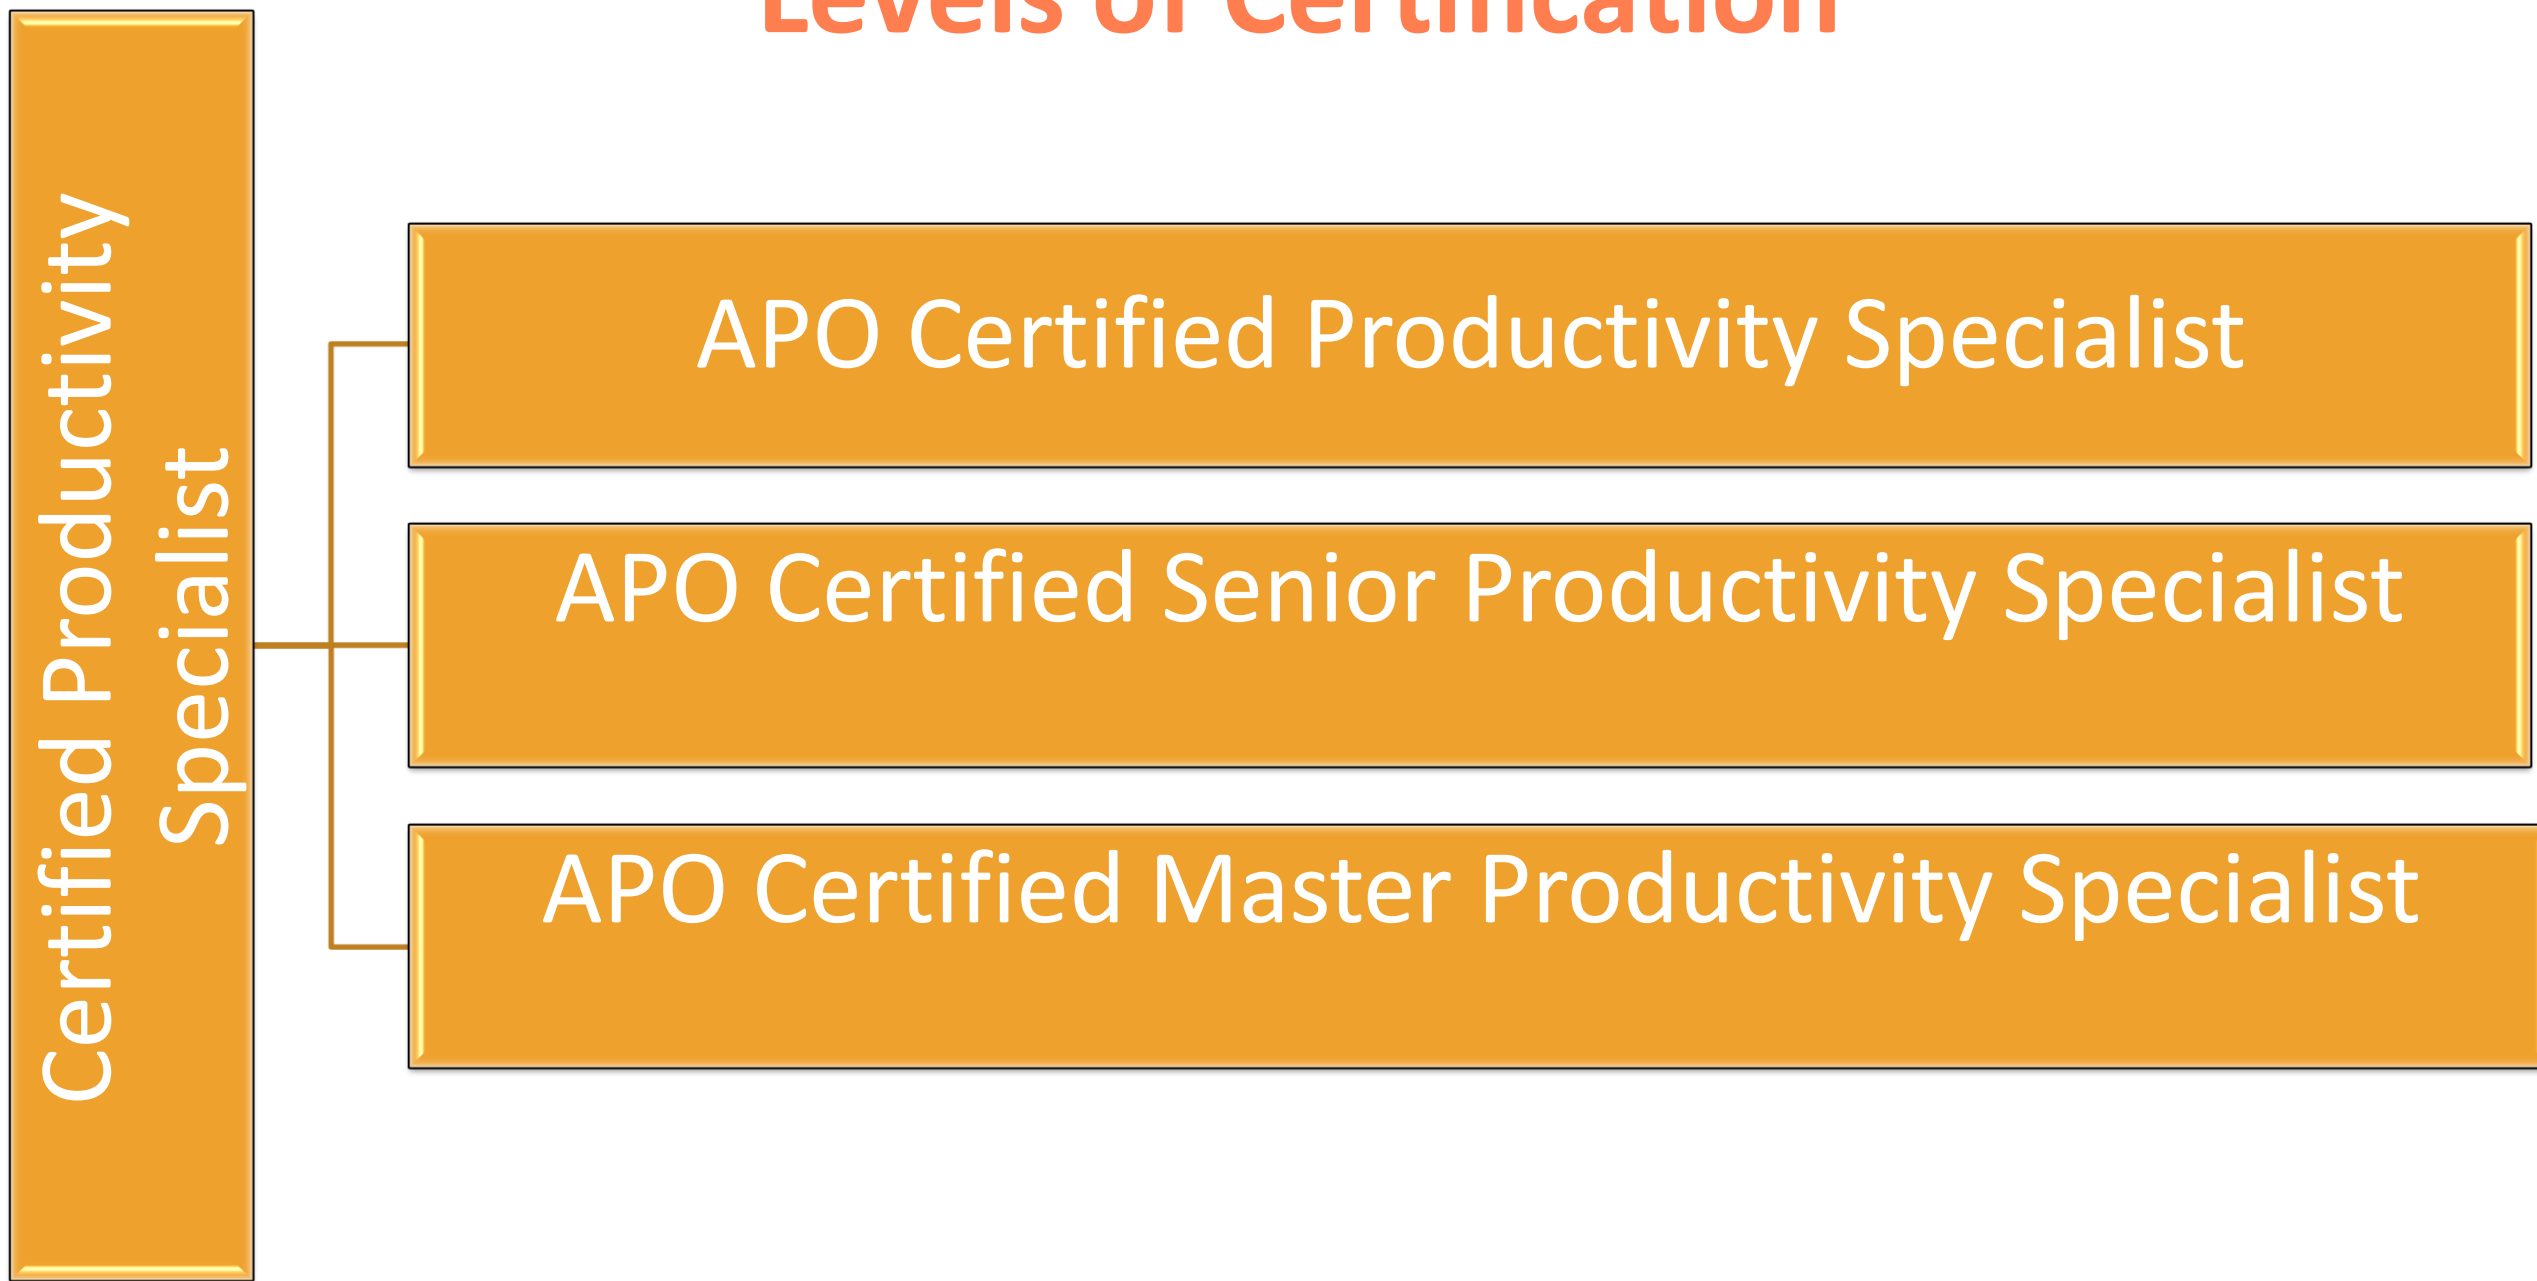 Levels of Certification
Certified Productivity
Specialist
APO Certified Productivity Specialist
APO Certified Senior Productivity Specialist
APO Certified Master Productivity Specialist